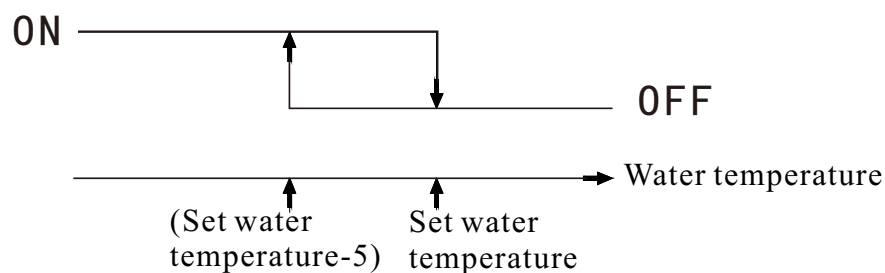 ON
OFF
Water temperature
(Set water
temperature-5)
Set water
temperature